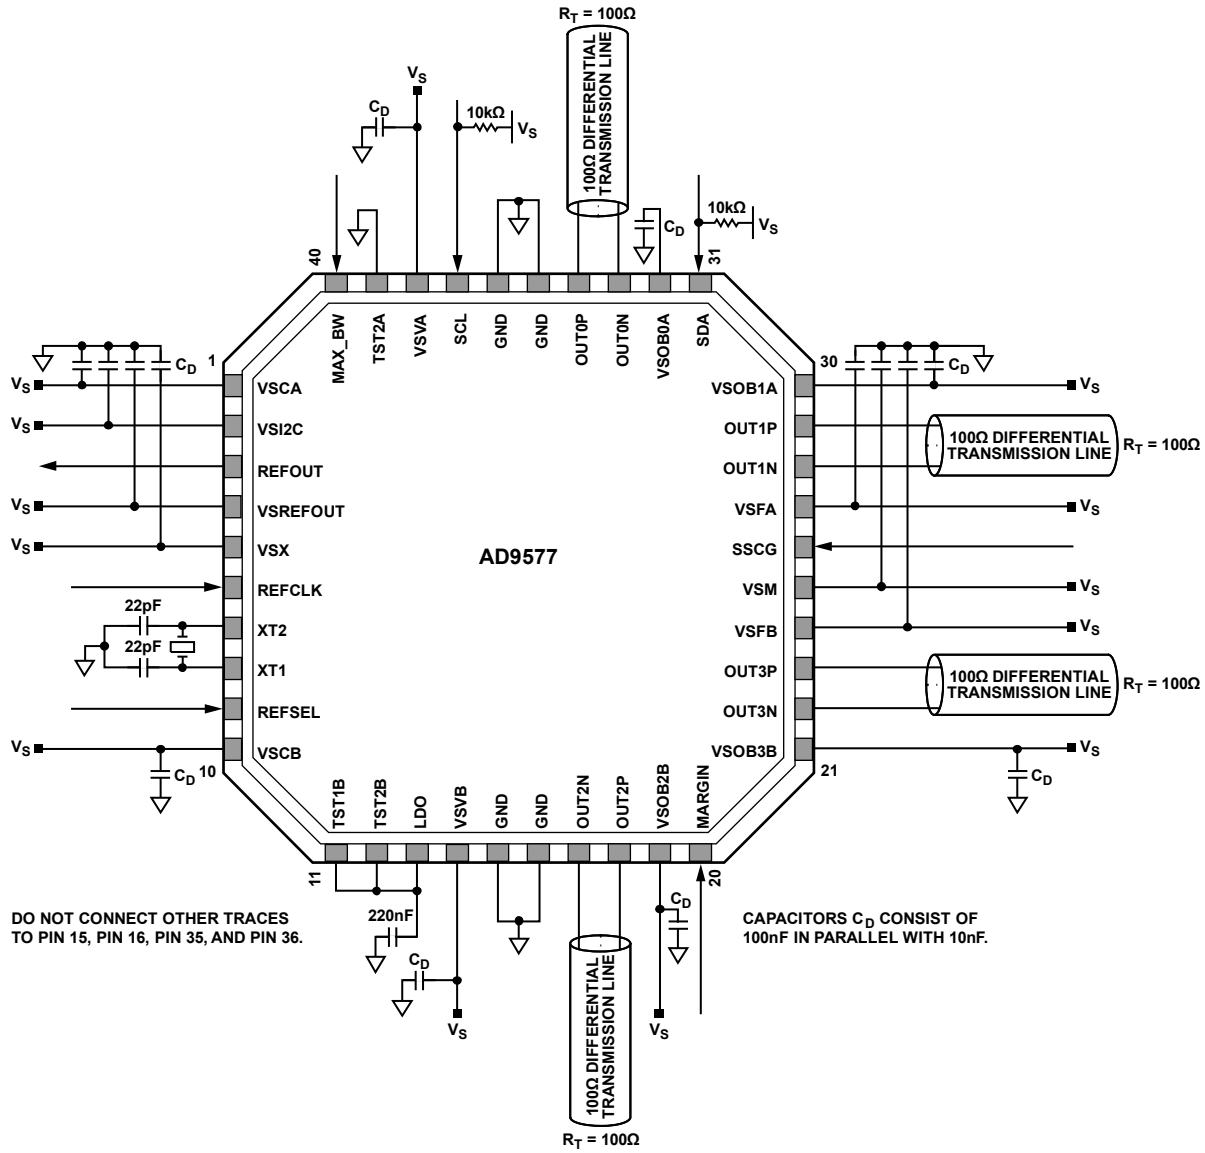 RT = 100Ω
100Ω DIFFERENTIAL
TRANSMISSION LINE
VS
CD
10kΩ
VS
10kΩ
VS
CD
40
31
MAX_BW
TST2A
VSVA
SCL
GND
GND
OUT0P
OUT0N
VSOB0A
SDA
1
30
CD
CD
VS
VSCA
VSOB1A
VS
VS
VSI2C
OUT1P
100Ω DIFFERENTIAL
TRANSMISSION LINE
RT = 100Ω
REFOUT
OUT1N
VS
VSREFOUT
VSFA
VS
VS
VSX
AD9577
SSCG
REFCLK
VSM
VS
22pF
XT2
VSFB
VS
22pF
XT1
OUT3P
100Ω DIFFERENTIAL
TRANSMISSION LINE
RT = 100Ω
REFSEL
OUT3N
VS
VSCB
VSOB3B
VS
CD
10
21
CD
TST1B
TST2B
LDO
VSVB
GND
GND
OUT2N
OUT2P
VSOB2B
MARGIN
11
20
DO NOT CONNECT OTHER TRACES
TO PIN 15, PIN 16, PIN 35, AND PIN 36.
220nF
CD
VS
CD
VS
CAPACITORS CD CONSIST OF
100nF IN PARALLEL WITH 10nF.
100Ω DIFFERENTIAL
TRANSMISSION LINE
RT = 100Ω